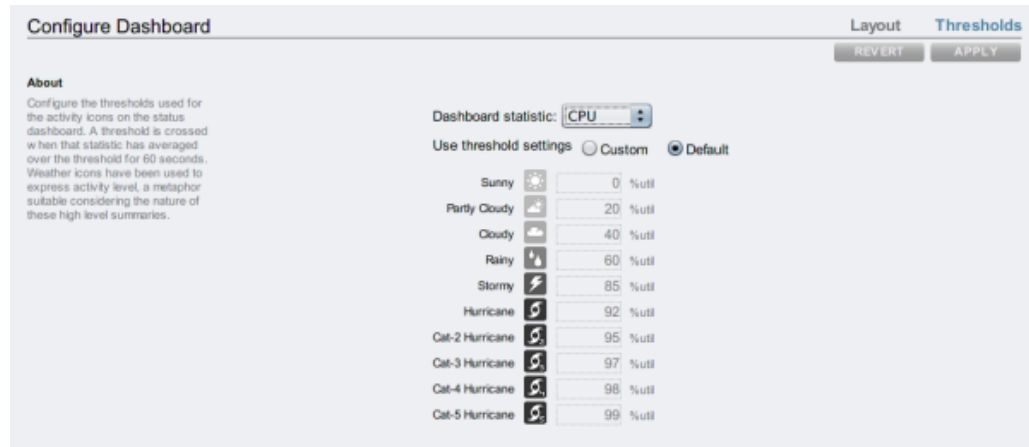 Configure Dashboard
Layout Thresholds
REVERT APPLY
About
Configure the thresholds used for
the activity icons on the status
dashboard. A threshold is crossed
when that statistic has averaged
over the threshold for 60 seconds.
Weather icons have been used to
express activity level, a metaphor
suitable considering the nature of
these high level summaries.
Dashboard statistic: CPU
Use threshold settings Custom Default
Sunny 0 %util
Partly Cloudy 20 %util
Cloudy 40 %util
Rainy 60 %util
Stormy 85 %util
Hurricane 92 %util
Cat-2 Hurricane 2 95 %util
Cat-3 Hurricane 3 97 %util
Cat-4 Hurricane 4 98 %util
Cat-5 Hurricane 5 99 %util